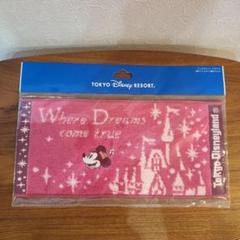 TOKYO Disney RESORT.
Where Dreams
come true
Tokyo Disneyland®